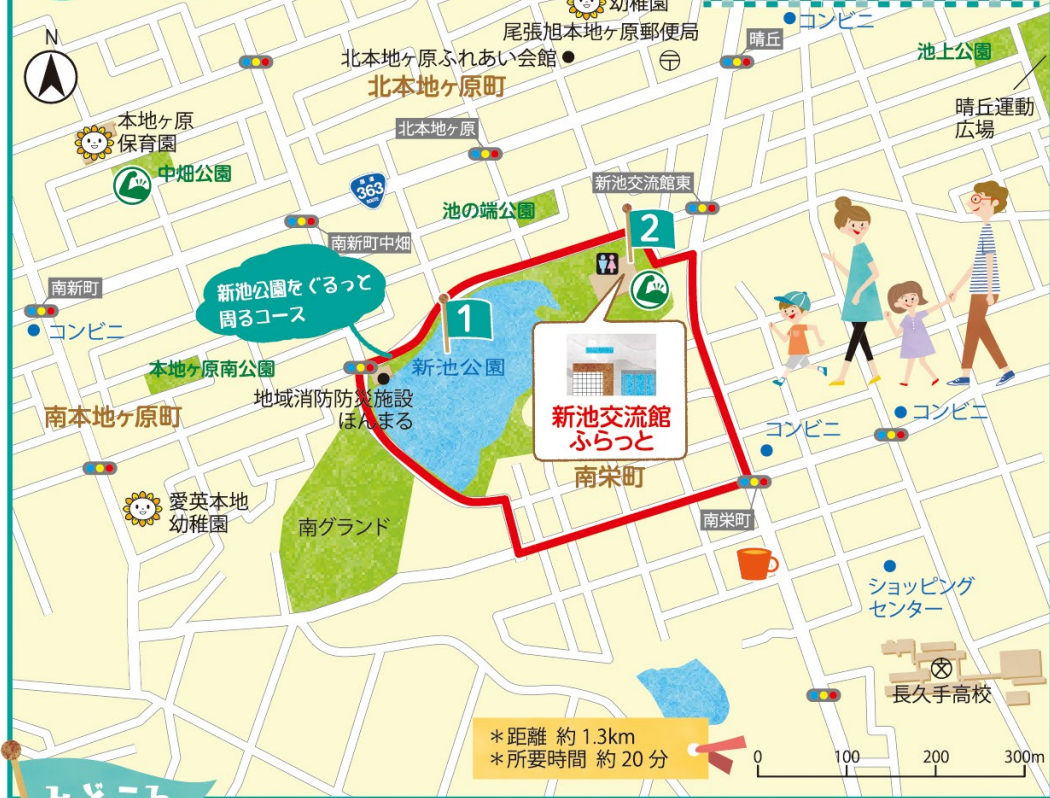 幼稚園
尾張旭本地ヶ原郵便局
コンビニ
晴丘
池上公園
N
北本地ヶ原ふれあい会館
北本地ヶ原町
晴丘運動
広場
本地ヶ原
保育園
北本地ヶ原
中畑公園
国道
363
ROUTE
新池交流館東
池の端公園
南新町中畑
2
新池公園をぐるっと
周るコース
南新町
コンビニ
1
新池公園
本地ヶ原南公園
地域消防防災施設
ほんまる
南本地ヶ原町
新池交流館
ふらっと
コンビニ
コンビニ
南栄町
愛英本地
幼稚園
南グランド
南栄町
ショッピング
センター
文
長久手高校
＊距離 約 1.3km
＊所要時間 約 20 分
0 100 200 300m